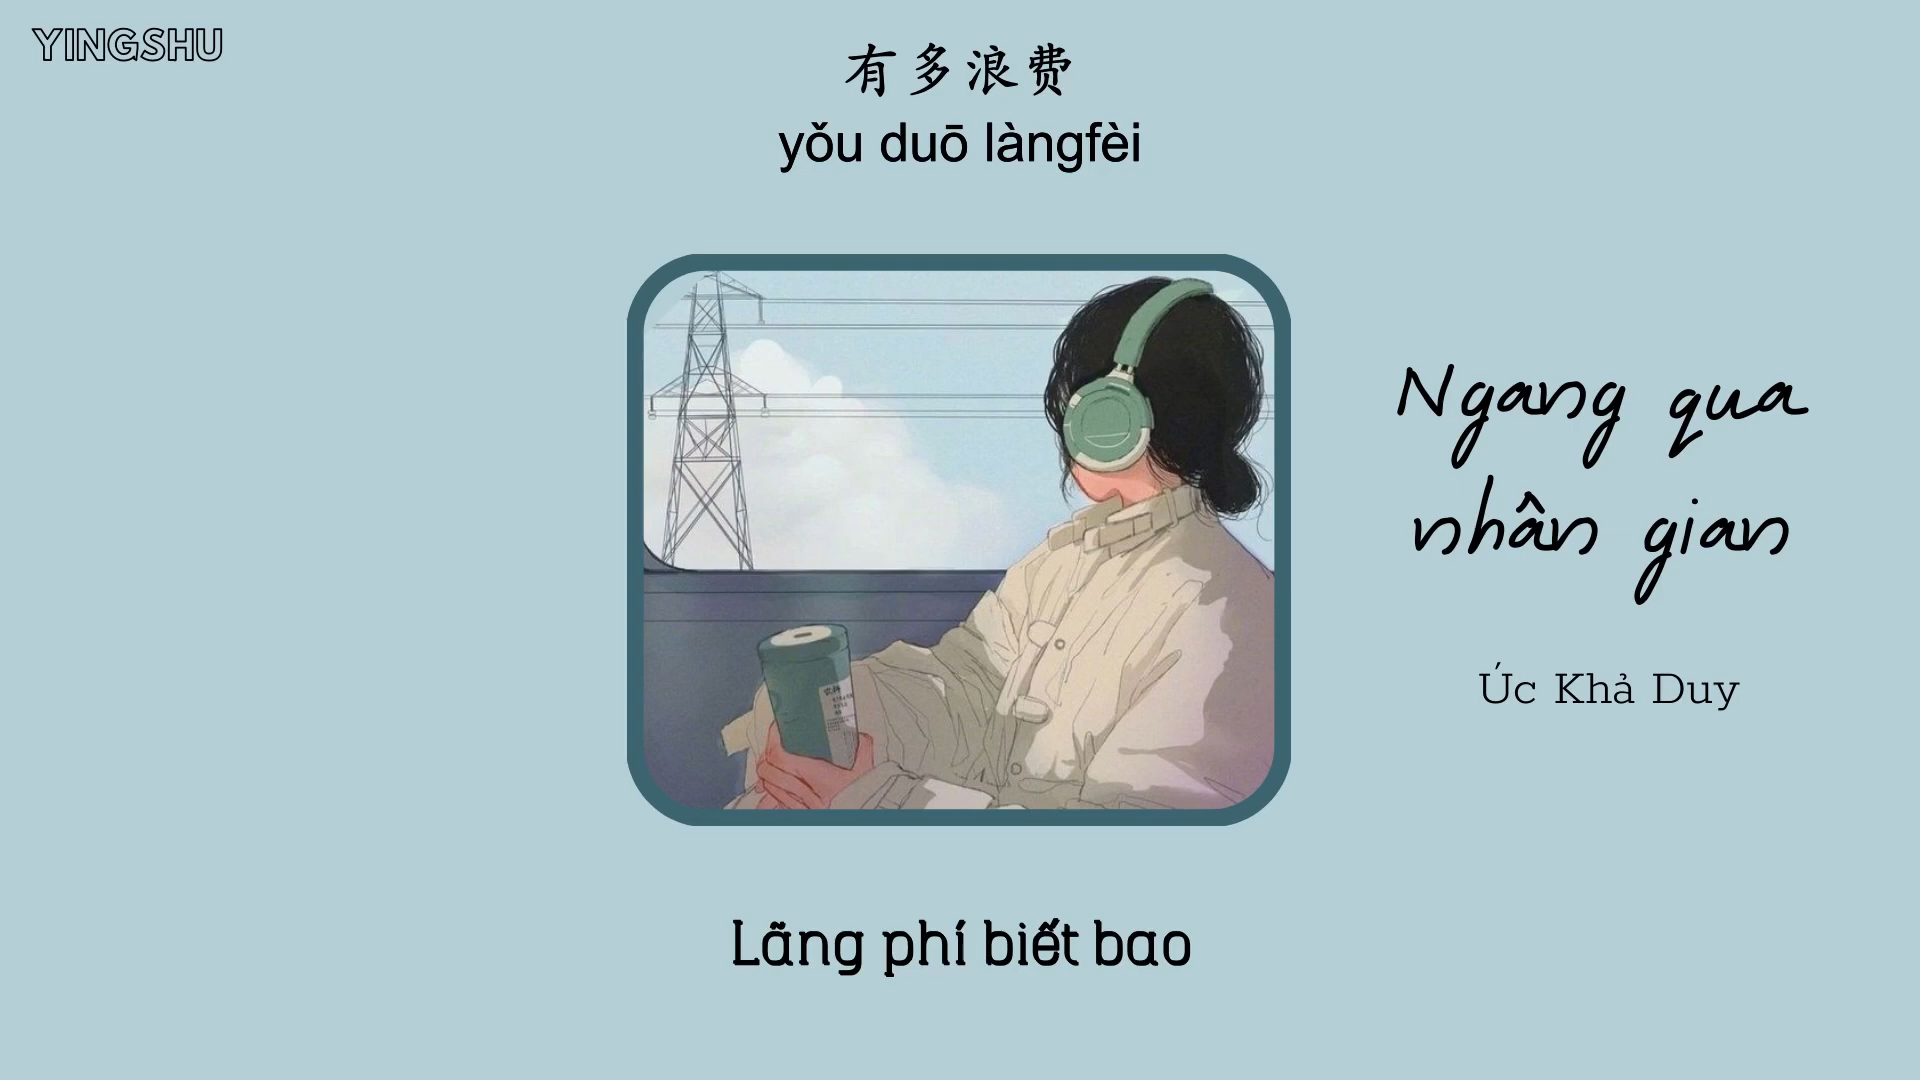 YINGSHU
有多浪费
yǒu duō làngfèi
Ngang qua
nhân gian
Úc Khả Duy
Lãng phí biết bao